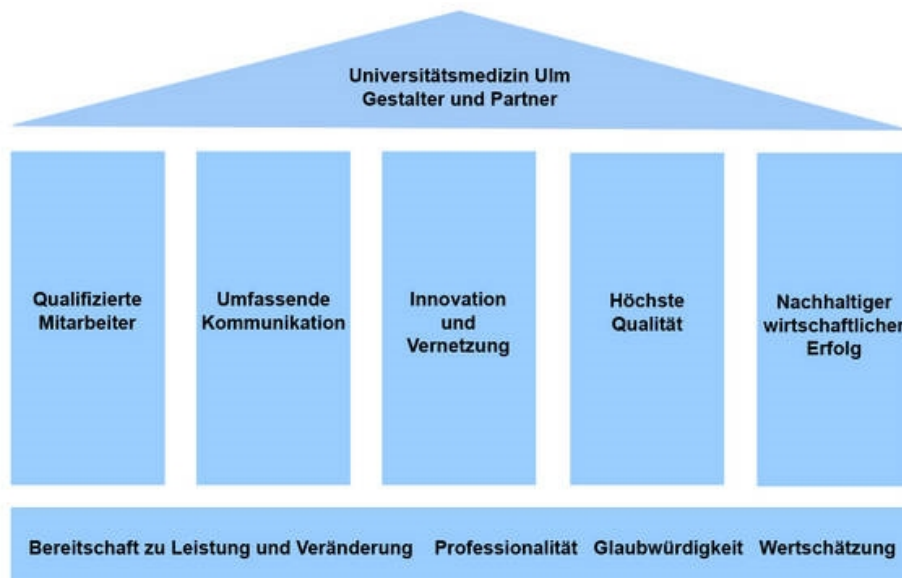 Universitätsmedizin Ulm
Gestalter und Partner
Qualifizierte
Mitarbeiter
Umfassende
Kommunikation
Innovation
und
Vernetzung
Höchste
Qualität
Nachhaltiger
wirtschaftlicher
Erfolg
Bereitschaft zu Leistung und Veränderung Professionalität Glaubwürdigkeit Wertschätzung